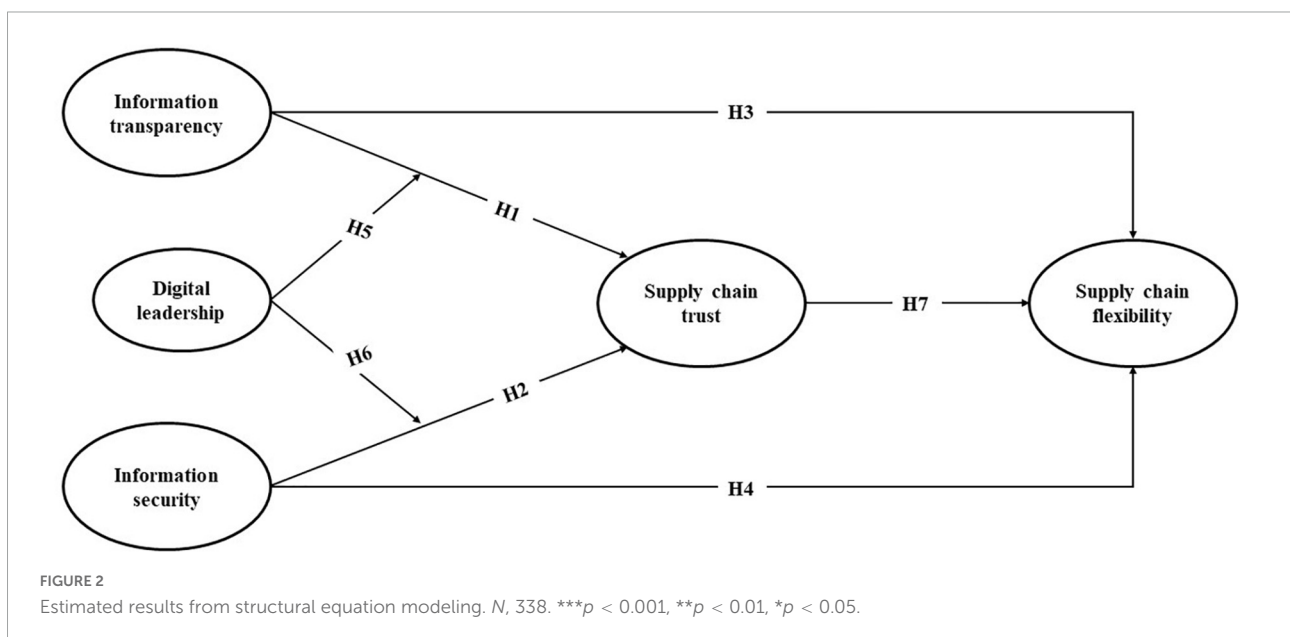 Information
transparency
H3
H1
H5
Digital
leadership
Supply chain
trust
H7
Supply chain
flexibility
H6
H2
Information
security
H4
FIGURE 2
Estimated results from structural equation modeling. N, 338. ***p < 0.001, **p < 0.01, *p < 0.05.